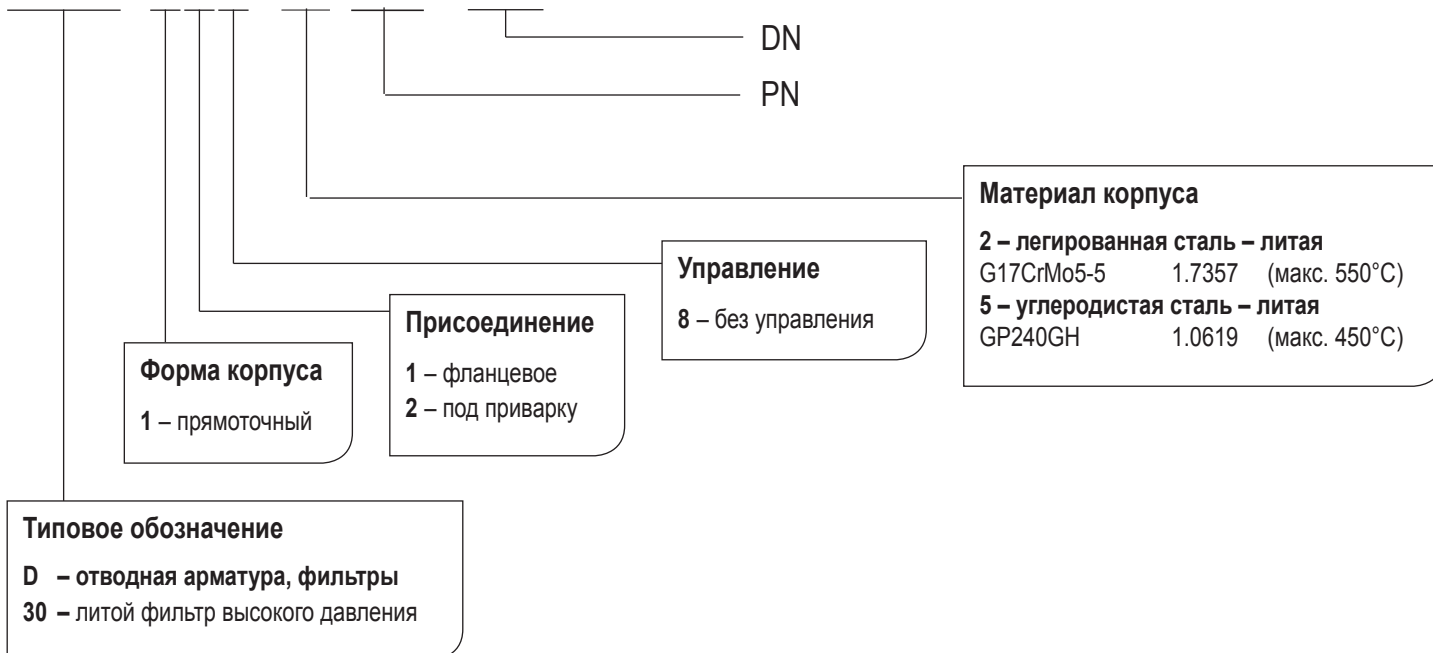 DN
PN
Материал корпуса
2 – легированная сталь – литая
G17CrMo5-5 1.7357 (макс. 550°C)
5 – углеродистая сталь – литая
GP240GH 1.0619 (макс. 450°C)
Управление
8 – без управления
Присоединение
1 – фланцевое
2 – под приварку
Форма корпуса
1 – прямоточный
Типовое обозначение
D – отводная арматура, фильтры
30 – литой фильтр высокого давления